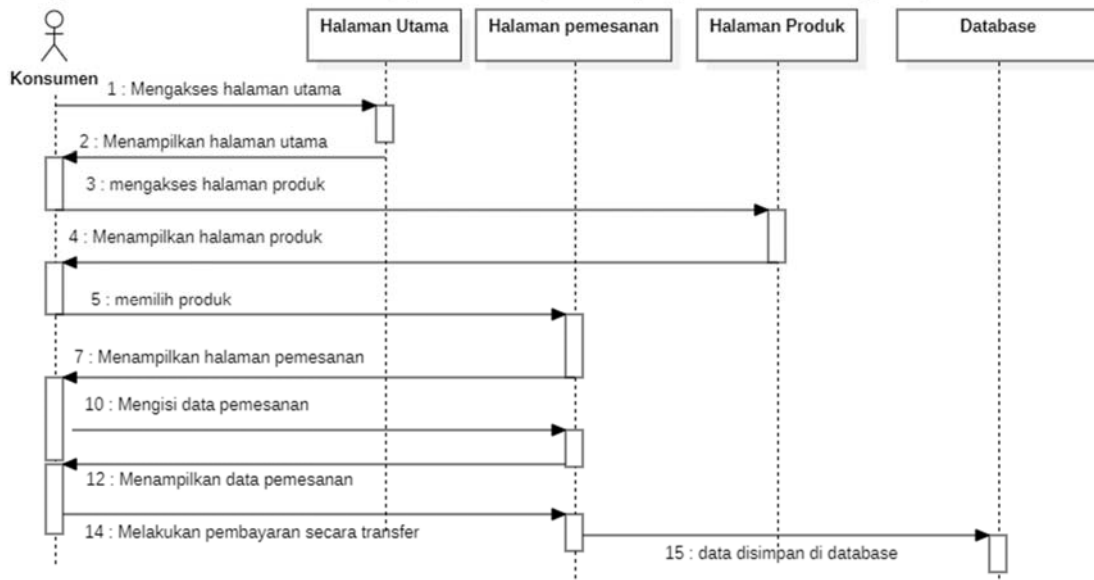 Halaman Utama
Halaman pemesanan
Halaman Produk
Database
Konsumen
1 : Mengakses halaman utama
2 : Menampilkan halaman utama
3 : mengakses halaman produk
4 : Menampilkan halaman produk
5 : memilih produk
7 : Menampilkan halaman pemesanan
10 : Mengisi data pemesanan
12 : Menampilkan data pemesanan
14 : Melakukan pembayaran secara transfer
15 : data disimpan di database